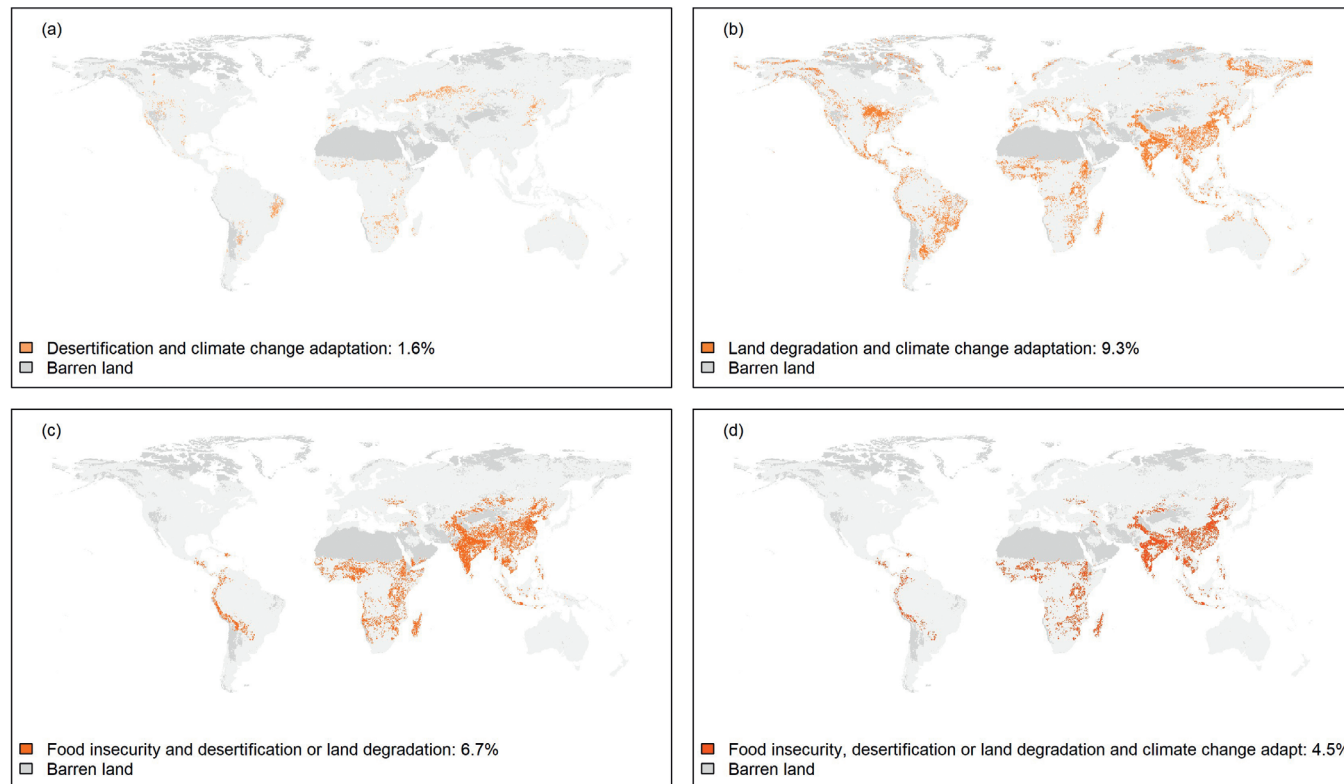 (a)
Desertification and climate change adaptation: 1.6%
Barren land
(b)
Land degradation and climate change adaptation: 9.3%
Barren land
(c)
Food insecurity and desertification or land degradation: 6.7%
Barren land
(d)
Food insecurity, desertification or land degradation and climate change adapt: 4.5%
Barren land